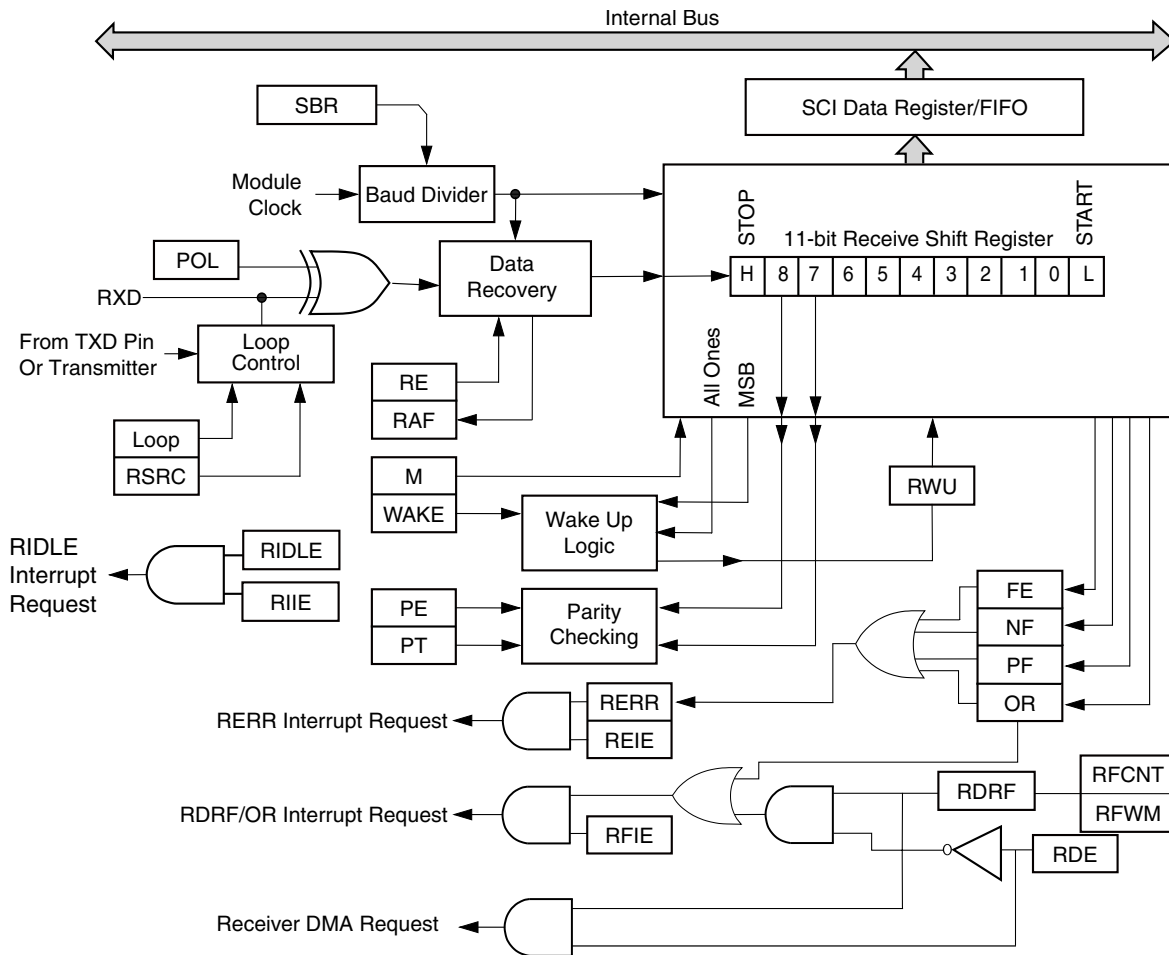 Internal Bus
SBR
SCI Data Register/FIFO
Module
Clock
Baud Divider
STOP
START
11-bit Receive Shift Register
H 8 7 6 5 4 3 2 1 0 L
POL
Data
Recovery
RXD
From TXD Pin
Or Transmitter
Loop
Control
All Ones
MSB
RE
RAF
Loop
RSRC
M
WAKE
Wake Up
Logic
RWU
RIDLE
Interrupt
Request
RIDLE
RIIE
PE
PT
Parity
Checking
FE
NF
PF
OR
RERR Interrupt Request
RERR
REIE
RDRF/OR Interrupt Request
RFIE
RDRF
RFCNT
RFWM
RDE
Receiver DMA Request